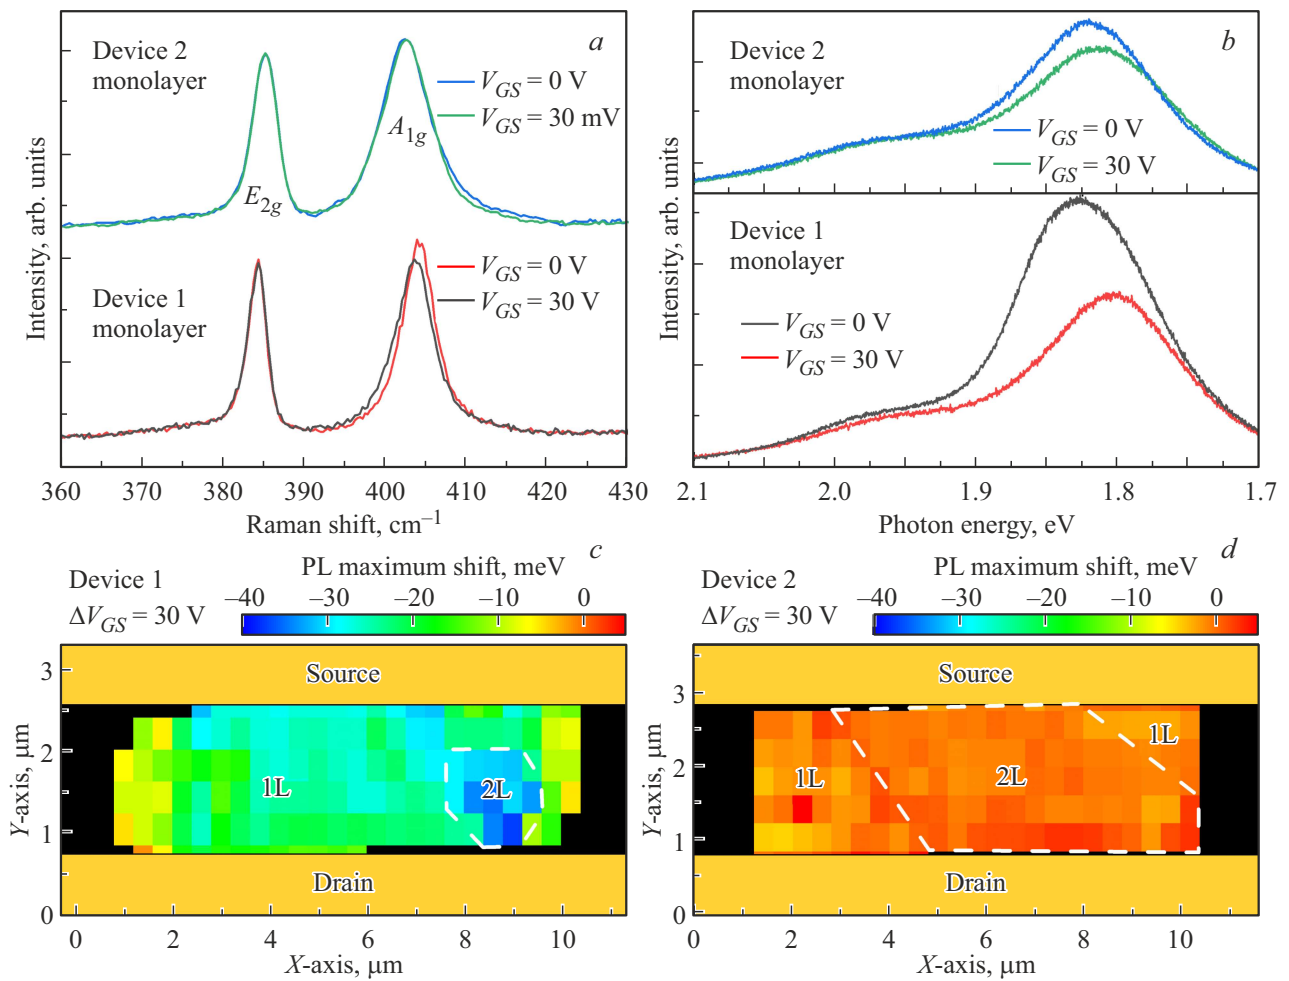 a
Device 2
monolayer
V_GS = 0 V
V_GS = 30 mV
A_1g
E_2g
V_GS = 0 V
V_GS = 30 V
Device 1
monolayer
Intensity, arb. units
360 370 380 390 400 410 420 430
Raman shift, cm⁻¹
b
Device 2
monolayer
V_GS = 0 V
V_GS = 30 V
Device 1
monolayer
V_GS = 0 V
V_GS = 30 V
Intensity, arb. units
2.1 2.0 1.9 1.8 1.7
Photon energy, eV
c
Device 1
ΔV_GS = 30 V
PL maximum shift, meV
–40 –30 –20 –10 0
Source
1L
2L
Drain
3
2
1
0
Y-axis, μm
0 2 4 6 8 10
X-axis, μm
d
Device 2
ΔV_GS = 30 V
PL maximum shift, meV
–40 –30 –20 –10 0
Source
1L
1L
2L
Drain
3
2
1
0
Y-axis, μm
0 2 4 6 8 10
X-axis, μm